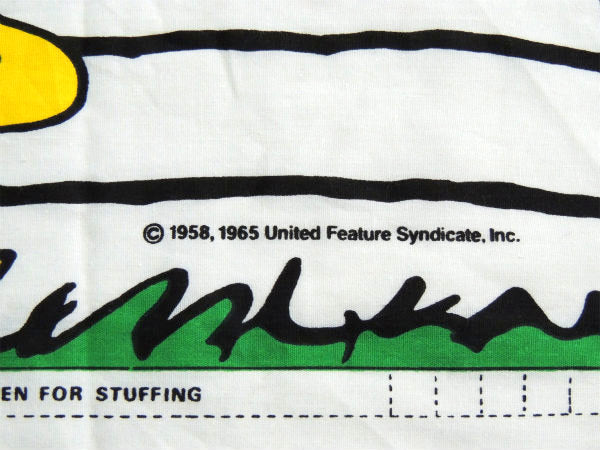 © 1958, 1965 United Feature Syndicate, Inc.
EN FOR STUFFING